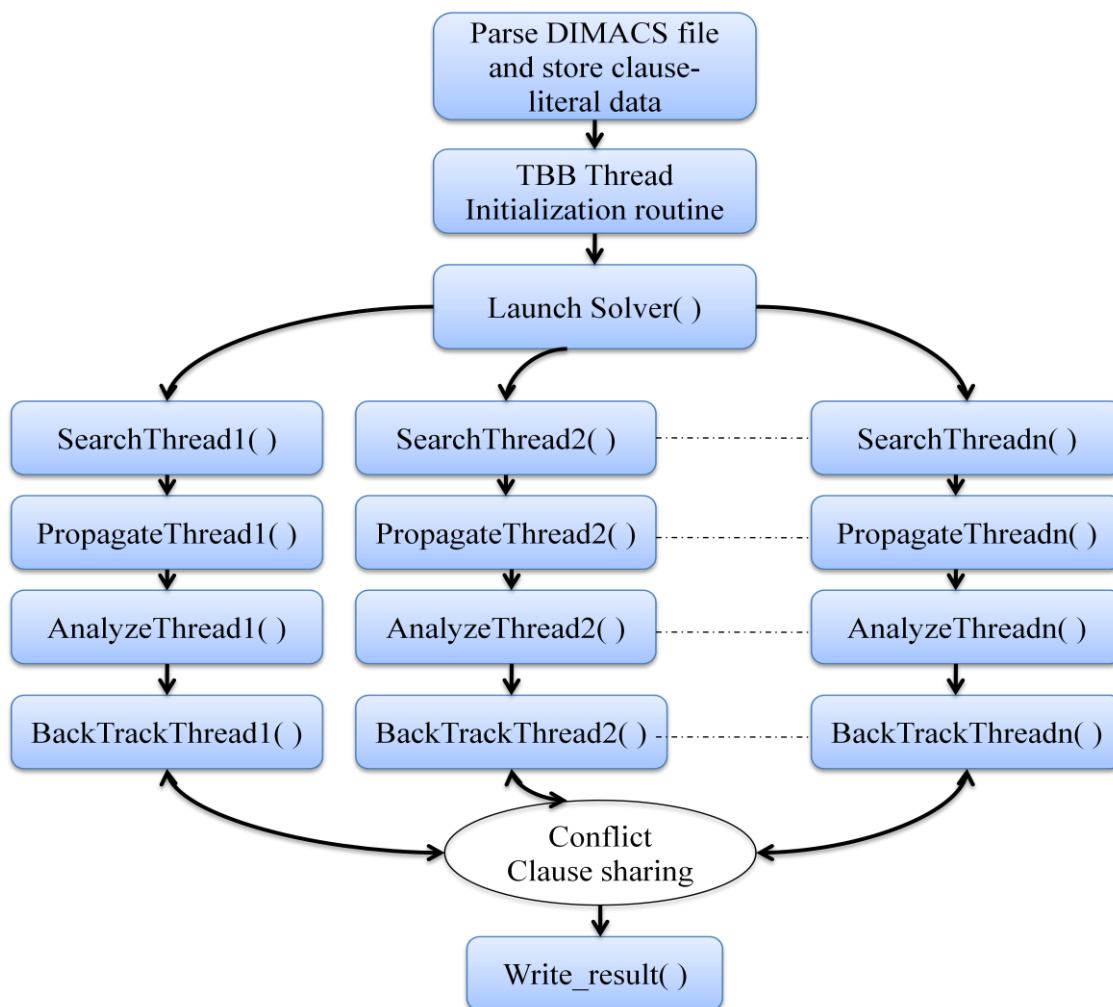 Parse DIMACS file
and store clause-
literal data
TBB Thread
Initialization routine
Launch Solver( )
SearchThread1( )
SearchThread2( )
SearchThreadn( )
PropagateThread1( )
PropagateThread2( )
PropagateThreadn( )
AnalyzeThread1( )
AnalyzeThread2( )
AnalyzeThreadn( )
BackTrackThread1( )
BackTrackThread2( )
BackTrackThreadn( )
Conflict
Clause sharing
Write_result( )